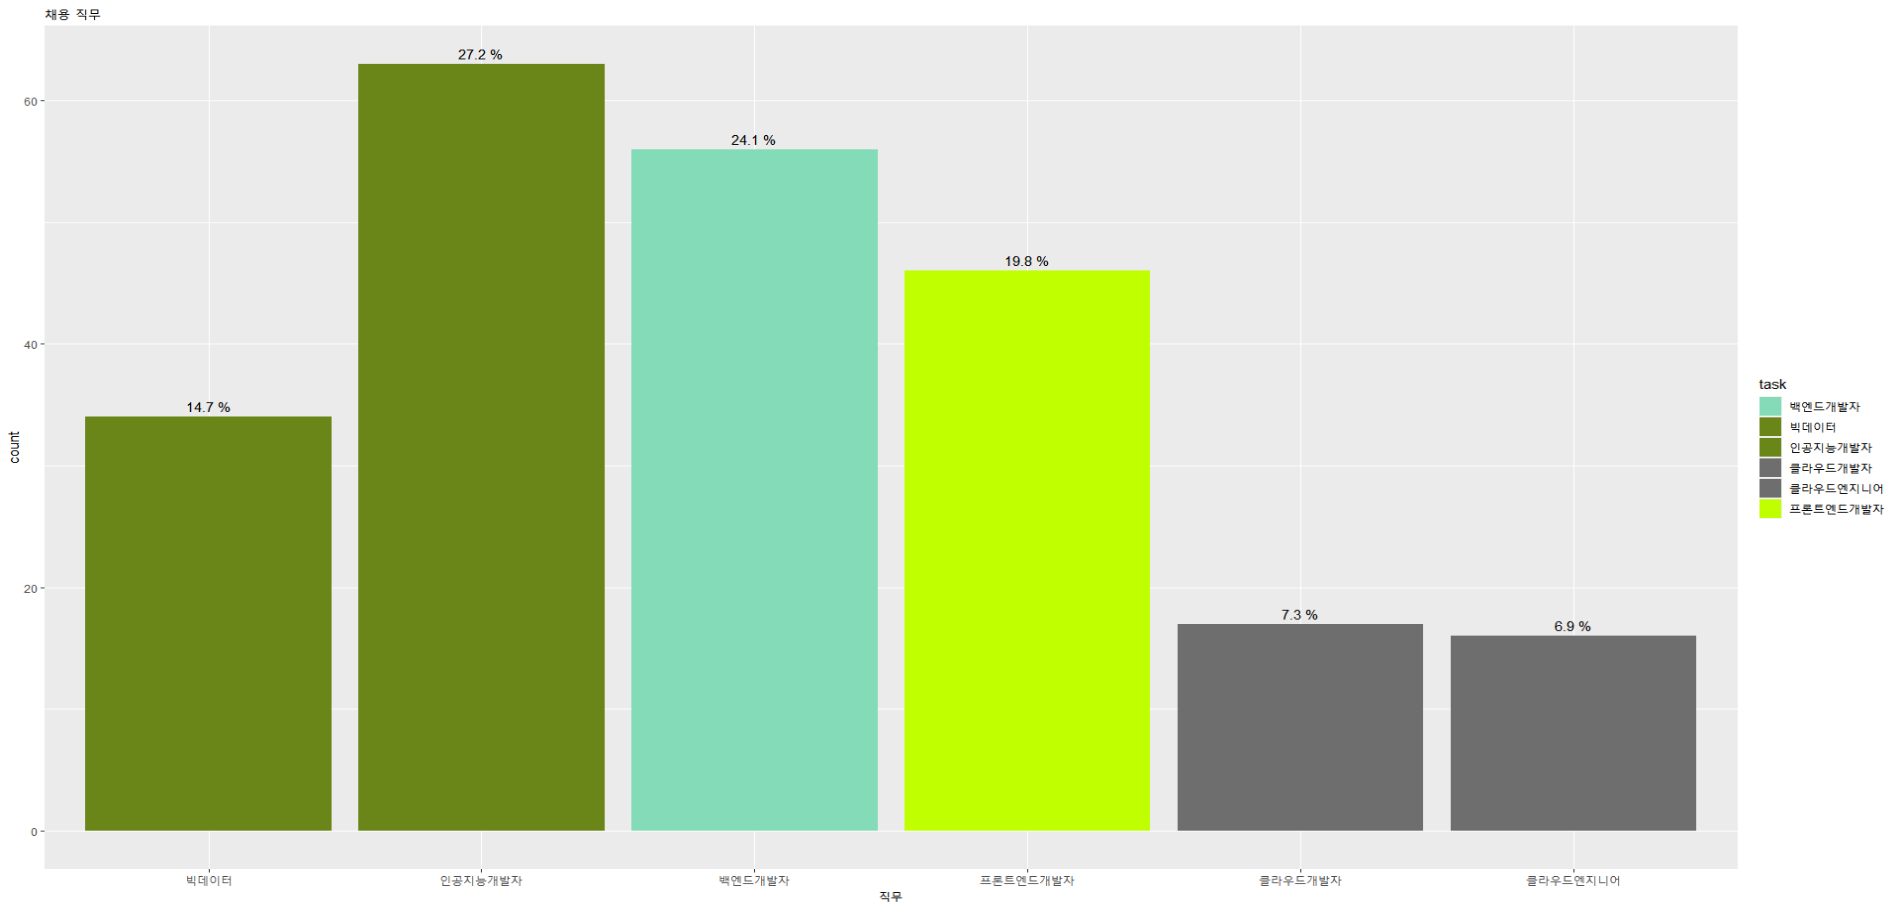 채용 직무
27.2 %
24.1 %
19.8 %
14.7 %
7.3 %
6.9 %
60
40
20
0
count
빅데이터
인공지능개발자
백엔드개발자
프론트엔드개발자
클라우드개발자
클라우드엔지니어
직무
task
백엔드개발자
빅데이터
인공지능개발자
클라우드개발자
클라우드엔지니어
프론트엔드개발자